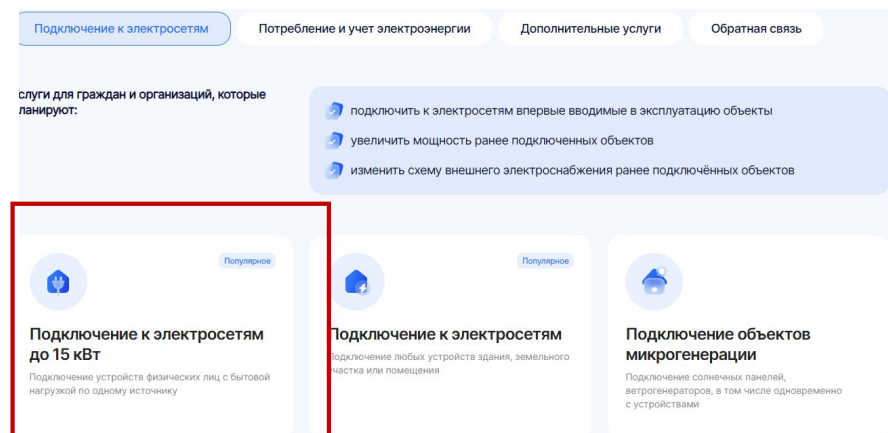 Подключение к электросетям
Потребление и учет электроэнергии
Дополнительные услуги
Обратная связь
слуги для граждан и организаций, которые
ланируют:
подключить к электросетям впервые вводимые в эксплуатацию объекты
увеличить мощность ранее подключенных объектов
изменить схему внешнего электроснабжения ранее подключённых объектов
Популярное
Подключение к электросетям
до 15 кВт
Подключение устройств физических лиц с бытовой
нагрузкой по одному источнику
Популярное
Подключение к электросетям
Подключение любых устройств здания, земельного
участка или помещения
Подключение объектов
микрогенерации
Подключение солнечных панелей,
ветрогенераторов, в том числе одновременно
с устройствами